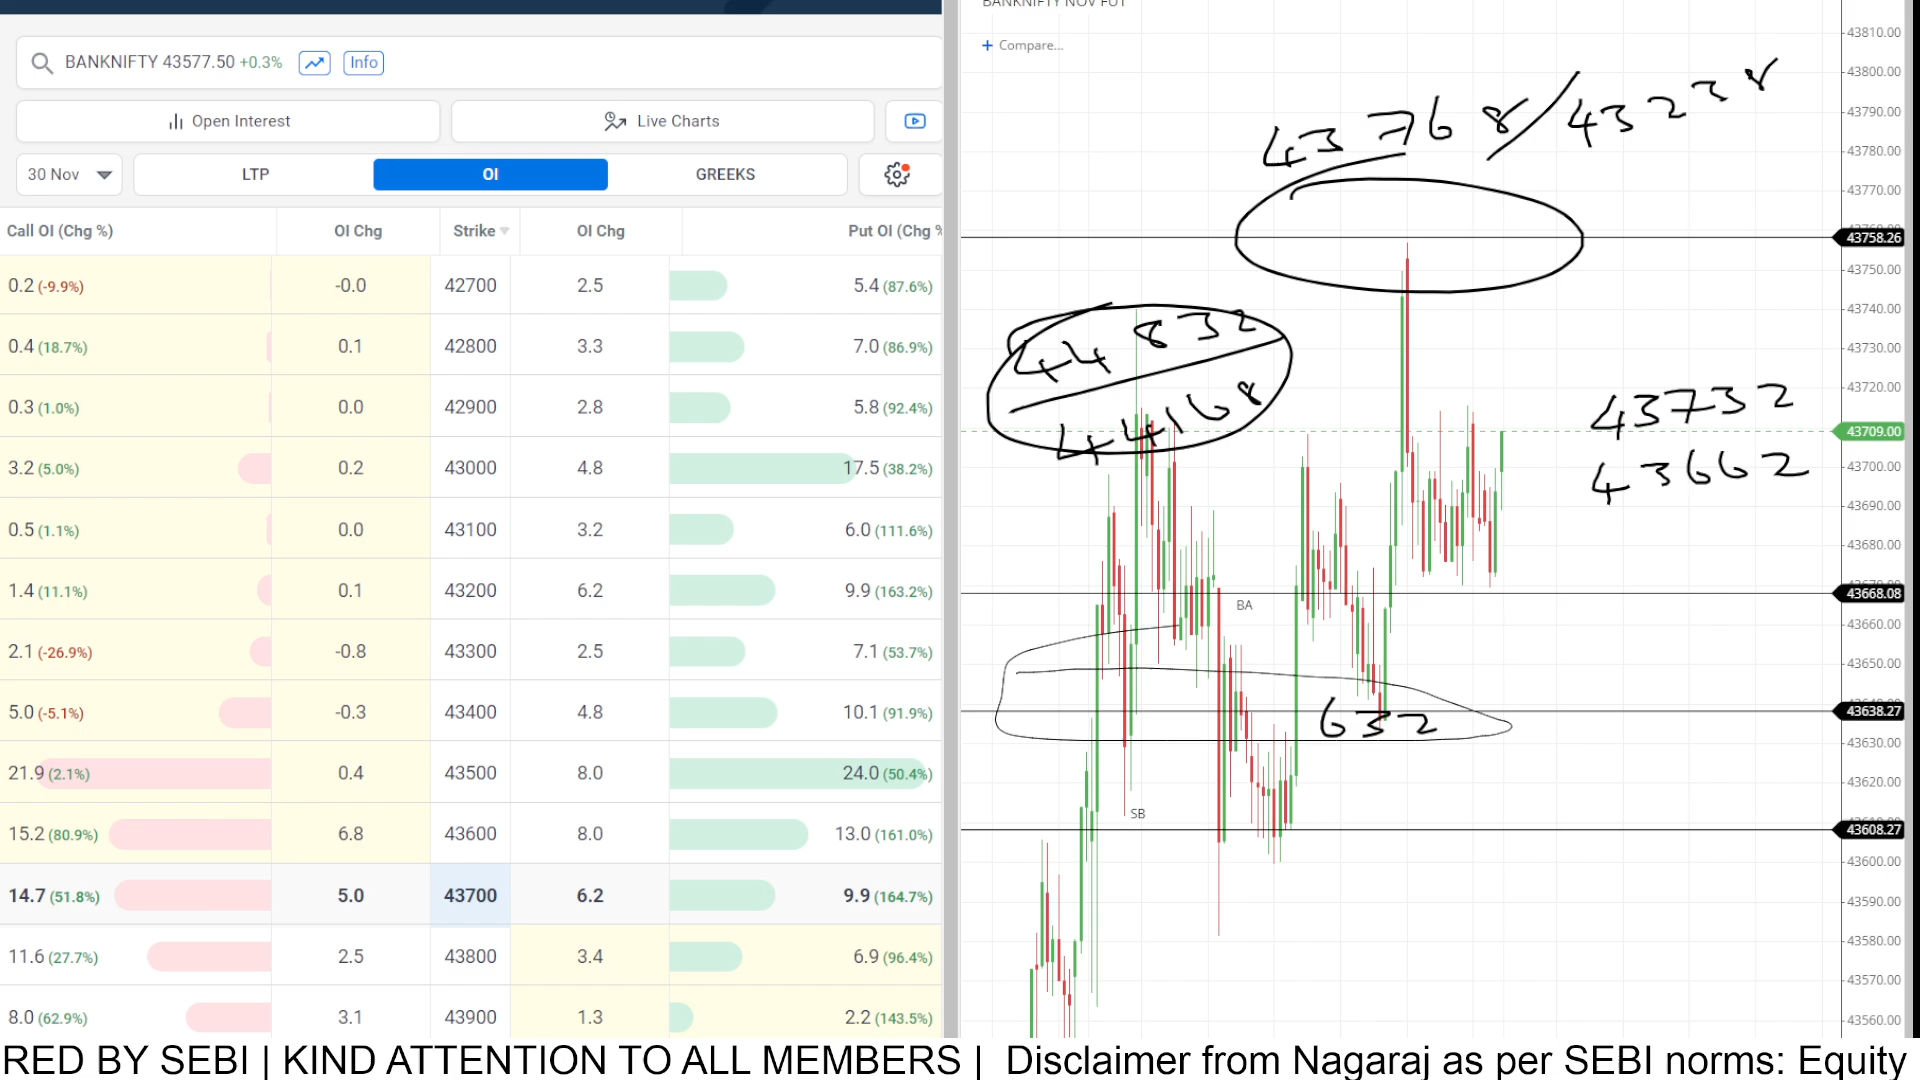 BANKNIFTY 43577.50 +0.3% Info
Open Interest Live Charts
30 Nov LTP OI GREEKS
Call OI (Chg %) OI Chg Strike OI Chg Put OI (Chg %
0.2 (-9.9%) -0.0 42700 2.5 5.4 (87.6%)
0.4 (18.7%) 0.1 42800 3.3 7.0 (86.9%)
0.3 (1.0%) 0.0 42900 2.8 5.8 (92.4%)
3.2 (5.0%) 0.2 43000 4.8 17.5 (38.2%)
0.5 (1.1%) 0.0 43100 3.2 6.0 (111.6%)
1.4 (11.1%) 0.1 43200 6.2 9.9 (163.2%)
2.1 (-26.9%) -0.8 43300 2.5 7.1 (53.7%)
5.0 (-5.1%) -0.3 43400 4.8 10.1 (91.9%)
21.9 (2.1%) 0.4 43500 8.0 24.0 (50.4%)
15.2 (80.9%) 6.8 43600 8.0 13.0 (161.0%)
14.7 (51.8%) 5.0 43700 6.2 9.9 (164.7%)
11.6 (27.7%) 2.5 43800 3.4 6.9 (96.4%)
8.0 (62.9%) 3.1 43900 1.3 2.2 (143.5%)
BANKNIFTY NOV FUT
+ Compare...
43768/43238
44832
44168
43732
43662
632
BA
SB
43810.00
43800.00
43790.00
43780.00
43770.00
43758.26
43750.00
43740.00
43730.00
43720.00
43709.00
43700.00
43690.00
43680.00
43668.08
43660.00
43650.00
43638.27
43630.00
43620.00
43608.27
43600.00
43590.00
43580.00
43570.00
43560.00
RED BY SEBI | KIND ATTENTION TO ALL MEMBERS | Disclaimer from Nagaraj as per SEBI norms: Equity